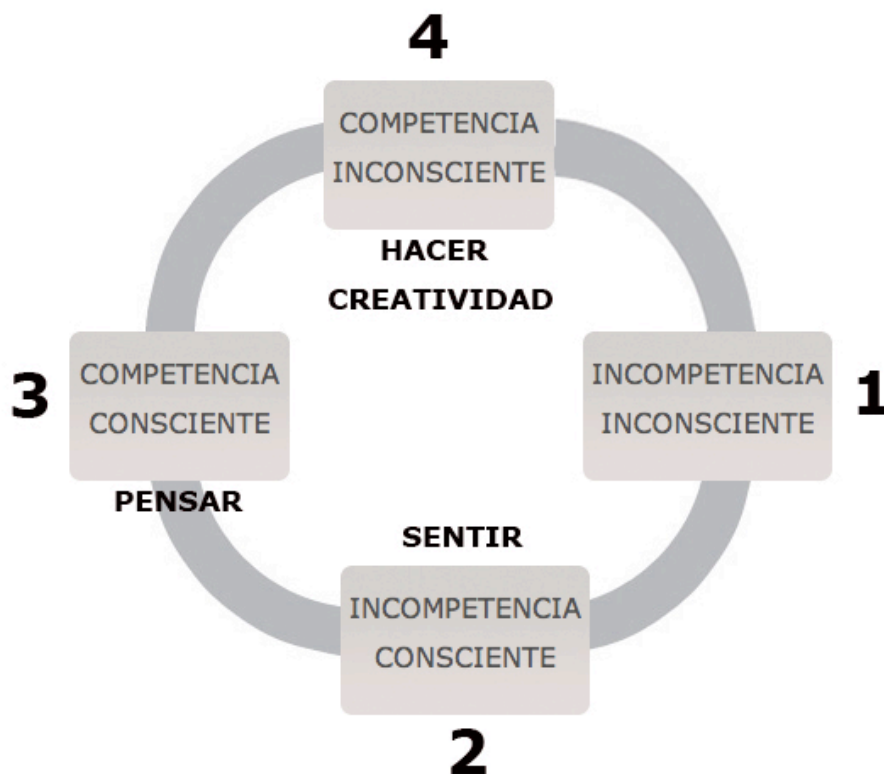 4
COMPETENCIA
INCONSCIENTE
HACER
CREATIVIDAD
3
COMPETENCIA
CONSCIENTE
PENSAR
INCOMPETENCIA
INCONSCIENTE
1
SENTIR
INCOMPETENCIA
CONSCIENTE
2